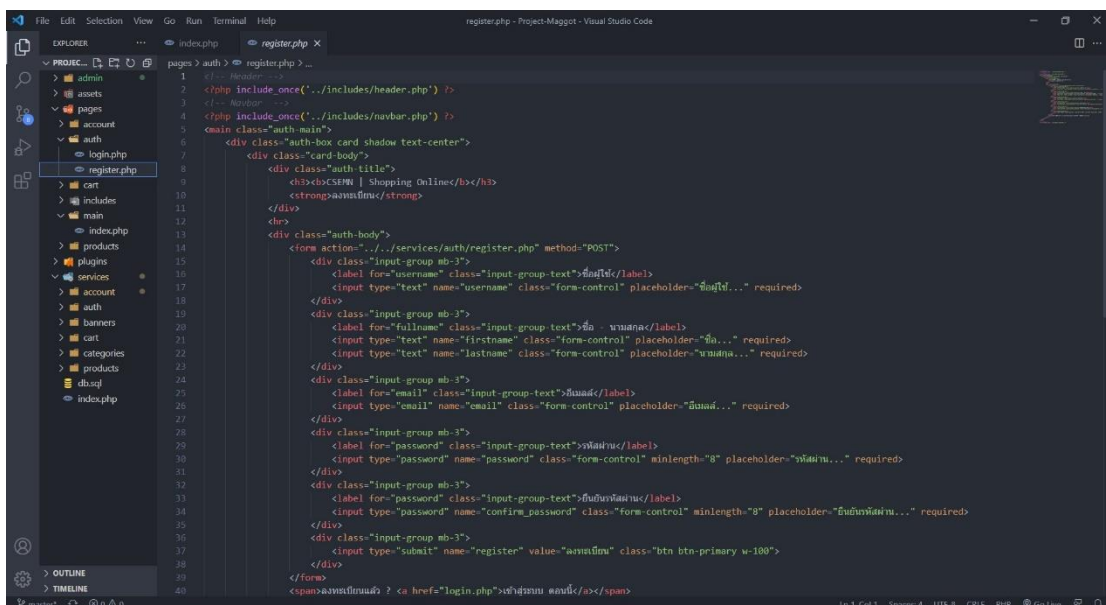 File Edit Selection View Go Run Terminal Help
register.php - Project-Maggot - Visual Studio Code
EXPLORER
index.php
register.php
PROJEC...
pages > auth > register.php > ...
admin
assets
pages
account
auth
login.php
register.php
cart
includes
main
index.php
products
plugins
services
account
auth
banners
cart
categories
products
db.sql
index.php
OUTLINE
TIMELINE
1 <!-- Header -->
2 <?php include_once('../includes/header.php') ?>
3 <!-- Navbar -->
4 <?php include_once('../includes/navbar.php') ?>
5 <main class="auth-main">
6 <div class="auth-box card shadow text-center">
7 <div class="card-body">
8 <div class="auth-title">
9 <h3><b>CSEMN | Shopping Online</b></h3>
10 <strong>ลงทะเบียน</strong>
11 </div>
12 <hr>
13 <div class="auth-body">
14 <form action="../../services/auth/register.php" method="POST">
15 <div class="input-group mb-3">
16 <label for="username" class="input-group-text">ชื่อผู้ใช้</label>
17 <input type="text" name="username" class="form-control" placeholder="ชื่อผู้ใช้..." required>
18 </div>
19 <div class="input-group mb-3">
20 <label for="fullname" class="input-group-text">ชื่อ - นามสกุล</label>
21 <input type="text" name="firstname" class="form-control" placeholder="ชื่อ..." required>
22 <input type="text" name="lastname" class="form-control" placeholder="นามสกุล..." required>
23 </div>
24 <div class="input-group mb-3">
25 <label for="email" class="input-group-text">อีเมลล์</label>
26 <input type="email" name="email" class="form-control" placeholder="อีเมลล์..." required>
27 </div>
28 <div class="input-group mb-3">
29 <label for="password" class="input-group-text">รหัสผ่าน</label>
30 <input type="password" name="password" class="form-control" minlength="8" placeholder="รหัสผ่าน..." required>
31 </div>
32 <div class="input-group mb-3">
33 <label for="password" class="input-group-text">ยืนยันรหัสผ่าน</label>
34 <input type="password" name="confirm_password" class="form-control" minlength="8" placeholder="ยืนยันรหัสผ่าน..." required>
35 </div>
36 <div class="input-group mb-3">
37 <input type="submit" name="register" value="ลงทะเบียน" class="btn btn-primary w-100">
38 </div>
39 </form>
40 <span>ลงทะเบียนแล้ว ? <a href="login.php">เข้าสู่ระบบ ตอนนี้</a></span>
Ln 1, Col 1 Spaces: 4 UTF-8 CRLF PHP Go Live